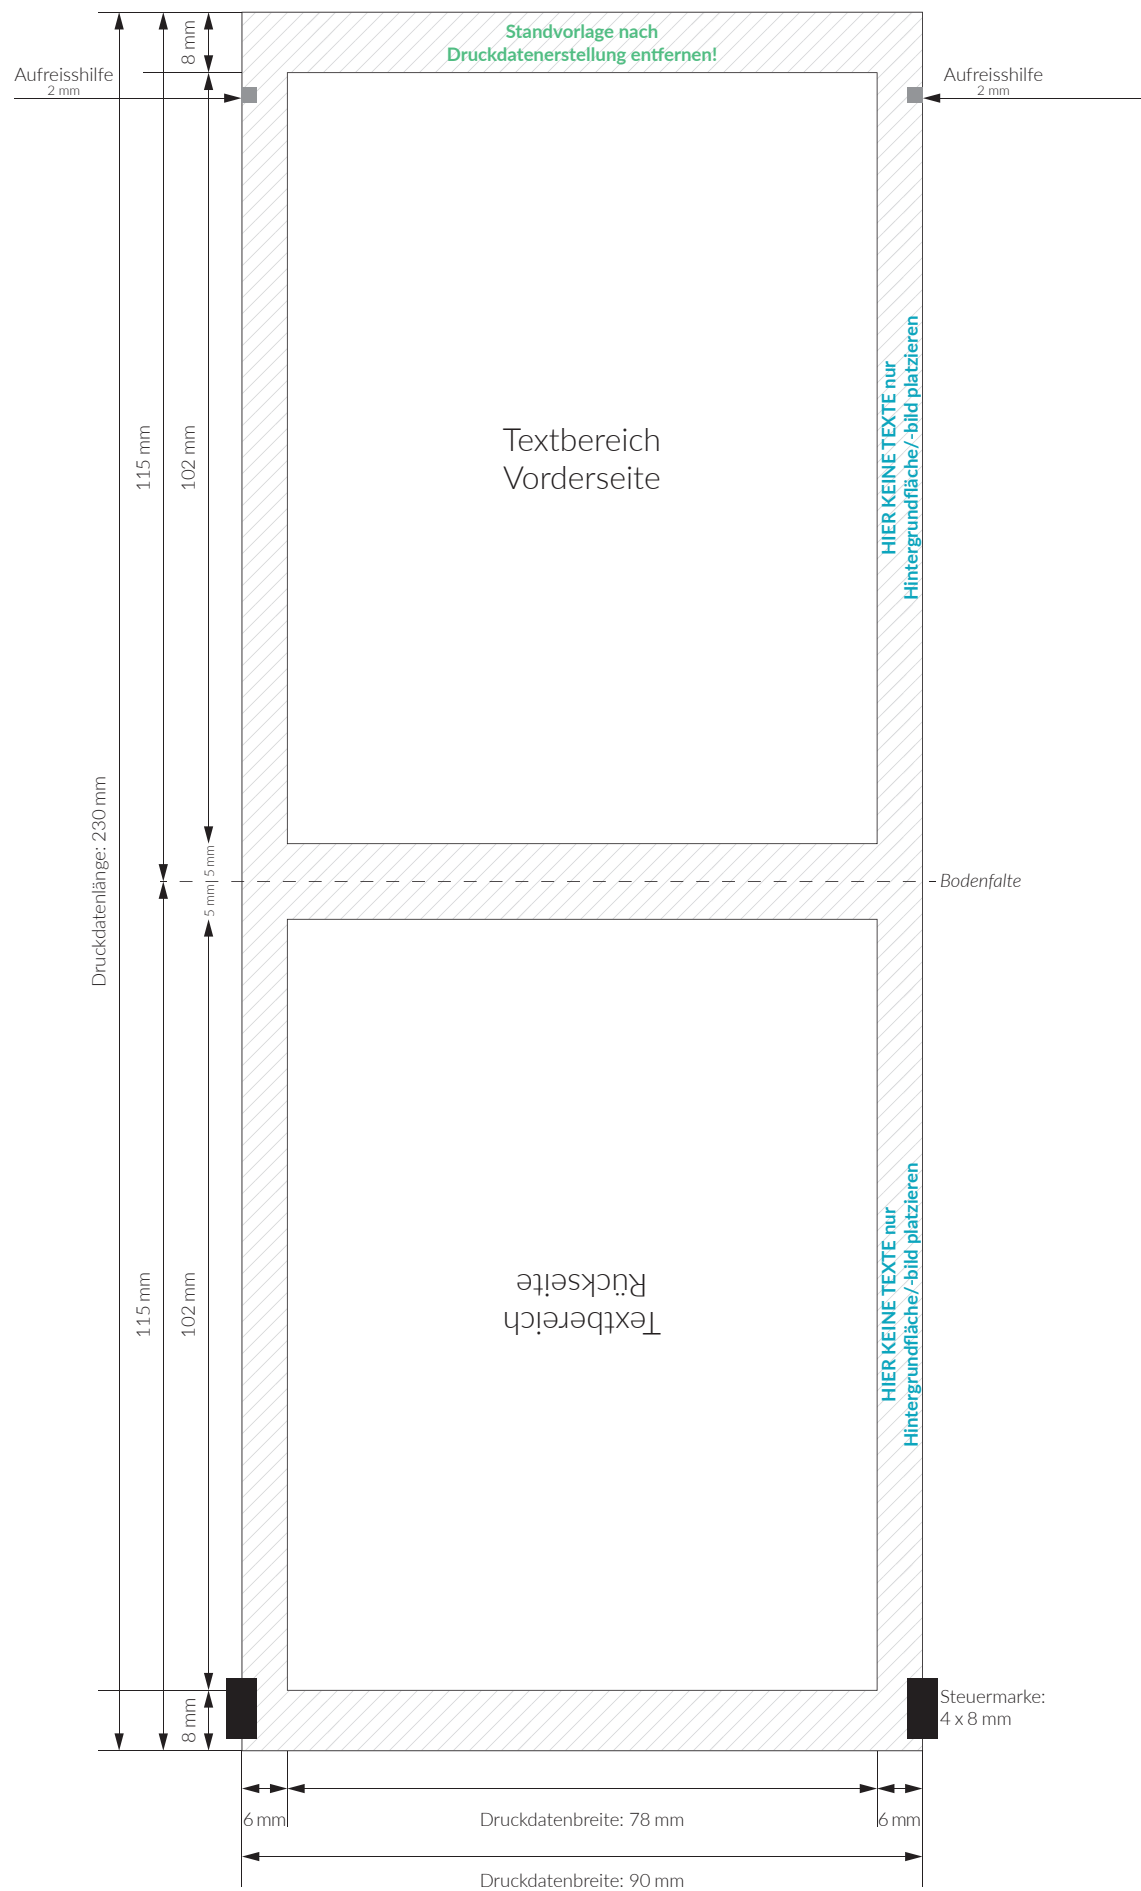 Standvorlage nach
Druckdatenerstellung entfernen!
8 mm
Aufreisshilfe
2 mm
Aufreisshilfe
2 mm
HIER KEINE TEXTE nur
Hintergrundfläche/-bild platzieren
Textbereich
Vorderseite
115 mm
102 mm
Druckdatenlänge: 230 mm
5 mm
5 mm
Bodenfalte
HIER KEINE TEXTE nur
Hintergrundfläche/-bild platzieren
Textbereich
Rückseite
115 mm
102 mm
8 mm
Steuermarke:
4 x 8 mm
6 mm
Druckdatenbreite: 78 mm
6 mm
Druckdatenbreite: 90 mm